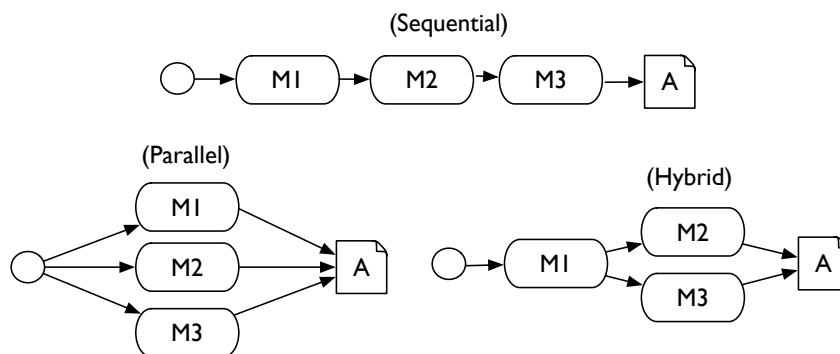 (Sequential)
M1 M2 M3 A
(Parallel)
M1
M2
M3
A
(Hybrid)
M1
M2
M3
A